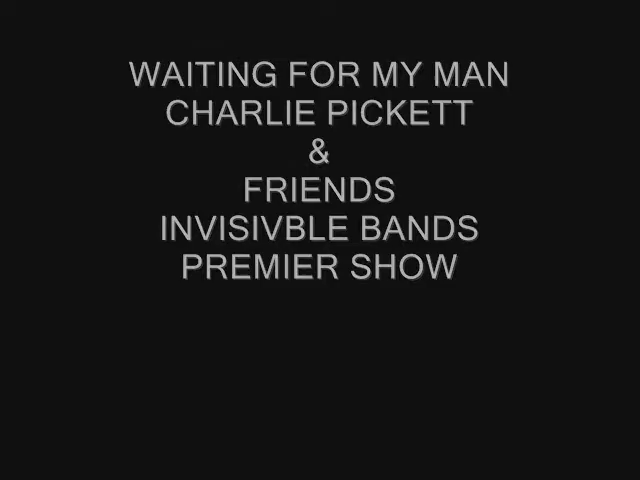 WAITING FOR MY MAN
CHARLIE PICKETT
&
FRIENDS
INVISIVBLE BANDS
PREMIER SHOW